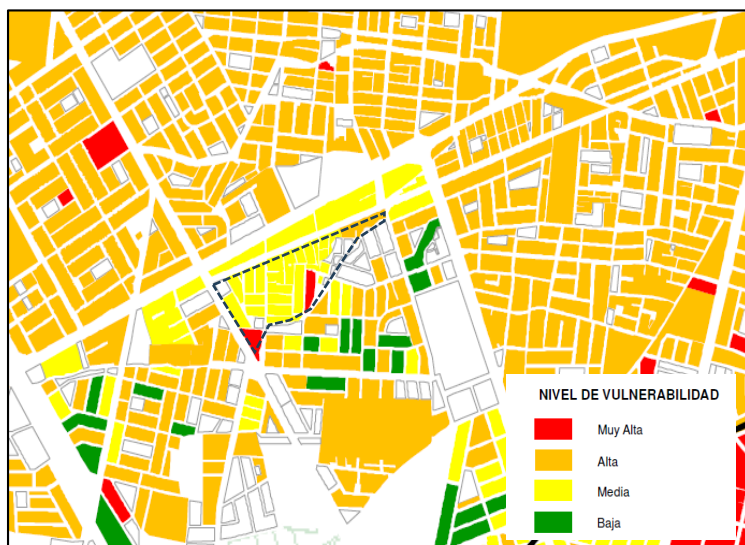 NIVEL DE VULNERABILIDAD
Muy Alta
Alta
Media
Baja